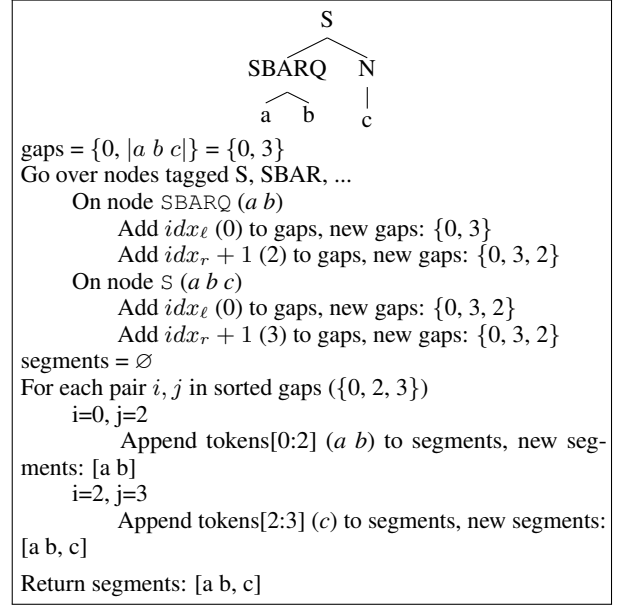 S
SBARQ N
a b c
gaps = {0, |a b c|} = {0, 3}
Go over nodes tagged S, SBAR, ...
On node SBARQ (a b)
Add idxℓ (0) to gaps, new gaps: {0, 3}
Add idxr + 1 (2) to gaps, new gaps: {0, 3, 2}
On node S (a b c)
Add idxℓ (0) to gaps, new gaps: {0, 3, 2}
Add idxr + 1 (3) to gaps, new gaps: {0, 3, 2}
segments = ∅
For each pair i, j in sorted gaps ({0, 2, 3})
i=0, j=2
Append tokens[0:2] (a b) to segments, new seg-
ments: [a b]
i=2, j=3
Append tokens[2:3] (c) to segments, new segments:
[a b, c]
Return segments: [a b, c]